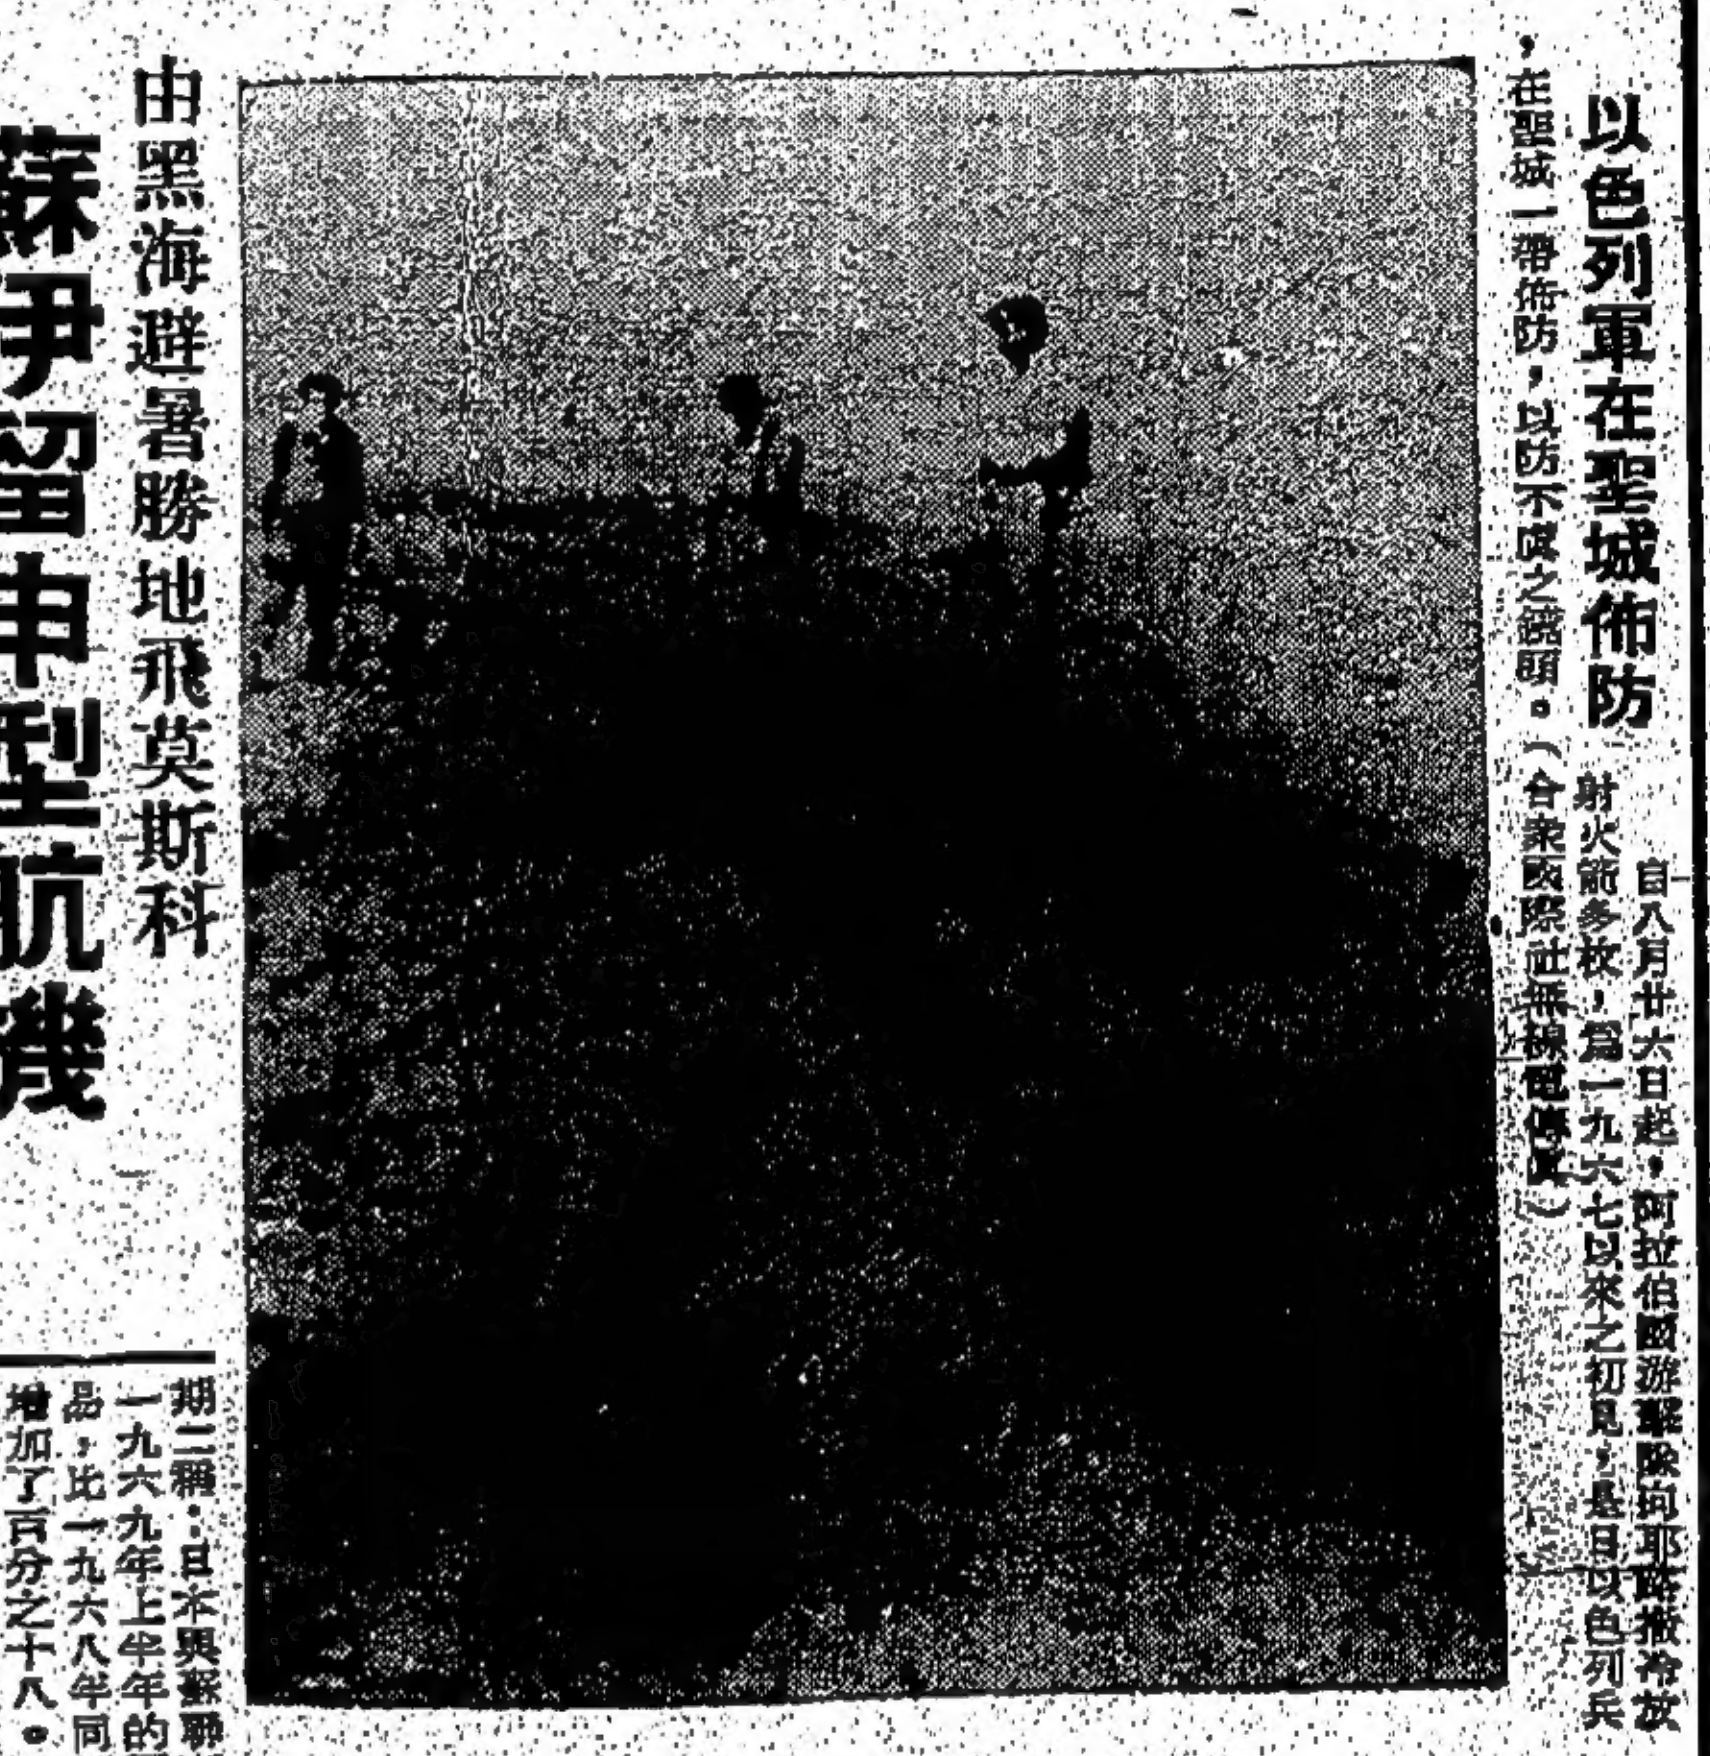 以色列軍在聖城佈防
自八月廿六日起，阿拉伯國游擊隊向耶路撒冷放
射火箭多枚，為一九六七以來之初見，是日以色列兵
，在聖城一帶佈防，以防不虞之鏡頭。（合衆國際社無線電傳真）
由黑海避暑勝地飛莫斯科
蘇伊留申型航機
期二稱：日本與蘇聯
一九六九年上半年的
品，比一九六八年同
增加了百分之十八。